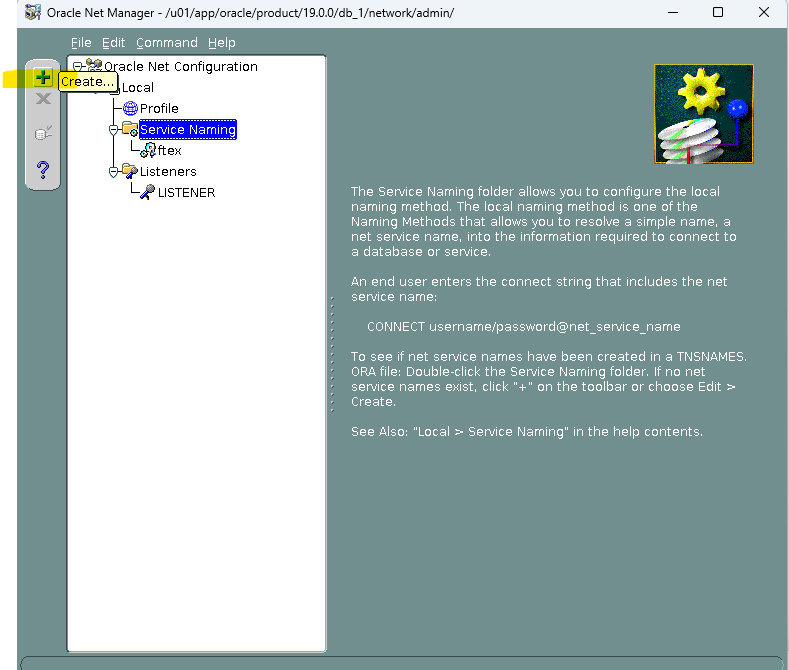 Oracle Net Manager - /u01/app/oracle/product/19.0.0/db_1/network/admin/
File Edit Command Help
Oracle Net Configuration
Create...
Local
Profile
Service Naming
ftex
Listeners
LISTENER
The Service Naming folder allows you to configure the local
naming method. The local naming method is one of the
Naming Methods that allows you to resolve a simple name, a
net service name, into the information required to connect to
a database or service.
An end user enters the connect string that includes the net
service name:
CONNECT username/password@net_service_name
To see if net service names have been created in a TNSNAMES.
ORA file: Double-click the Service Naming folder. If no net
service names exist, click "+" on the toolbar or choose Edit >
Create.
See Also: "Local > Service Naming" in the help contents.